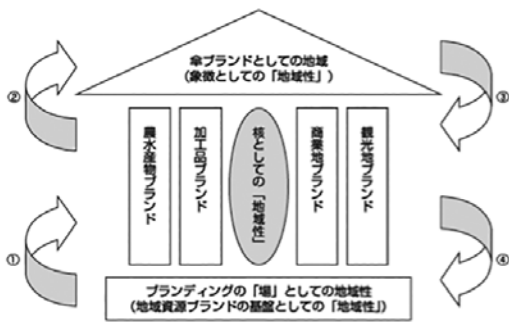 傘ブランドとしての地域
(象徴としての「地域性」)
②
③
農水産物ブランド
加工品ブランド
核としての「地域性」
商業地ブランド
観光地ブランド
①
④
ブランディングの「場」としての地域性
(地域資源ブランドの基盤としての「地域性」)